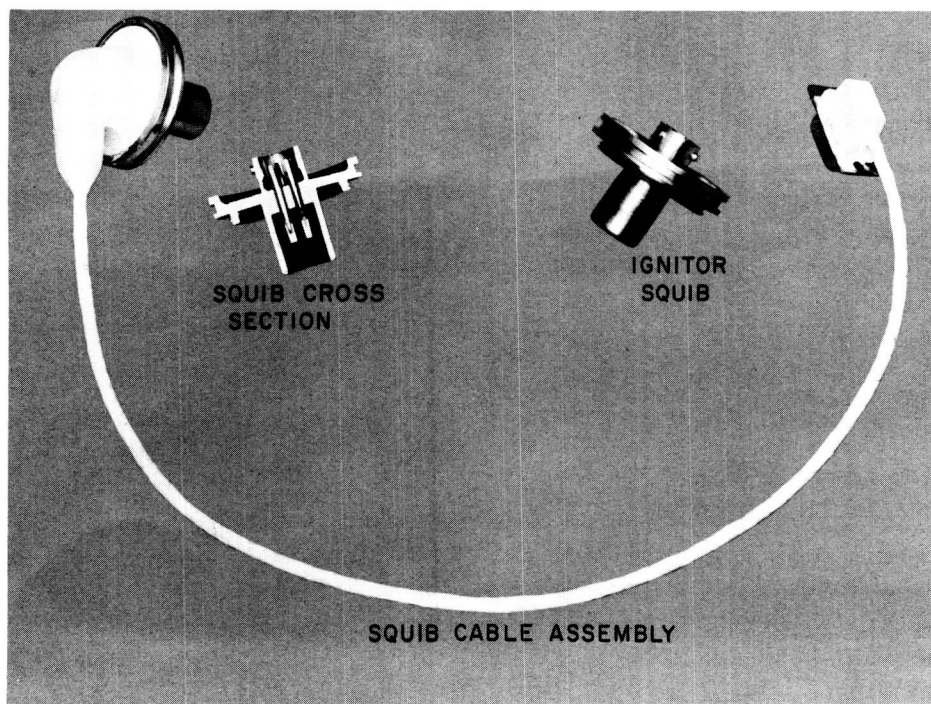 SQUIB CROSS
SECTION
IGNITOR
SQUIB
SQUIB CABLE ASSEMBLY